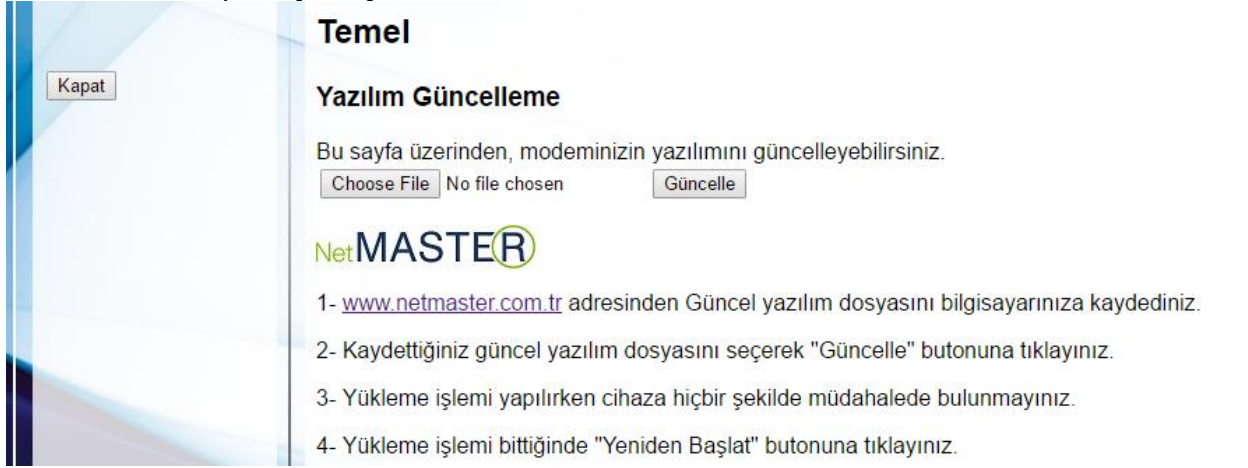 Temel
Kapat
Yazılım Güncelleme
Bu sayfa üzerinden, modeminizin yazılımını güncelleyebilirsiniz.
Choose File No file chosen Güncelle
NetMASTER
1- www.netmaster.com.tr adresinden Güncel yazılım dosyasını bilgisayarınıza kaydediniz.
2- Kaydettiğiniz güncel yazılım dosyasını seçerek "Güncelle" butonuna tıklayınız.
3- Yükleme işlemi yapılırken cihaza hiçbir şekilde müdahalede bulunmayınız.
4- Yükleme işlemi bittiğinde "Yeniden Başlat" butonuna tıklayınız.